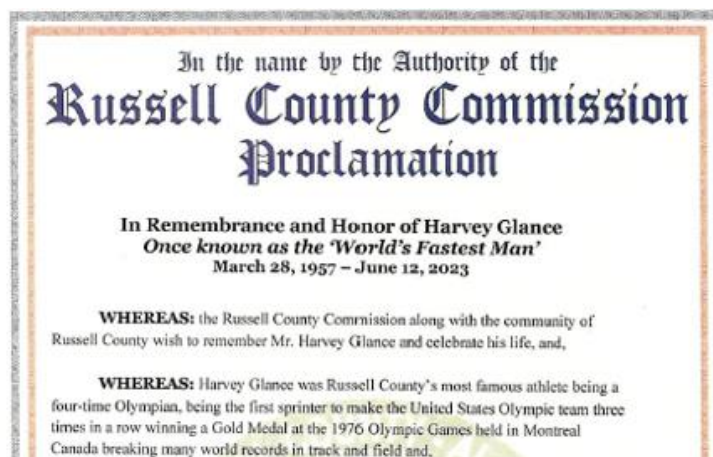 In the name by the Authority of the
Russell County Commission
Proclamation
In Remembrance and Honor of Harvey Glance
Once known as the ‘World’s Fastest Man’
March 28, 1957 – June 12, 2023
WHEREAS: the Russell County Commission along with the community of
Russell County wish to remember Mr. Harvey Glance and celebrate his life, and,
WHEREAS: Harvey Glance was Russell County’s most famous athlete being a
four-time Olympian, being the first sprinter to make the United States Olympic team three
times in a row winning a Gold Medal at the 1976 Olympic Games held in Montreal
Canada breaking many world records in track and field and,